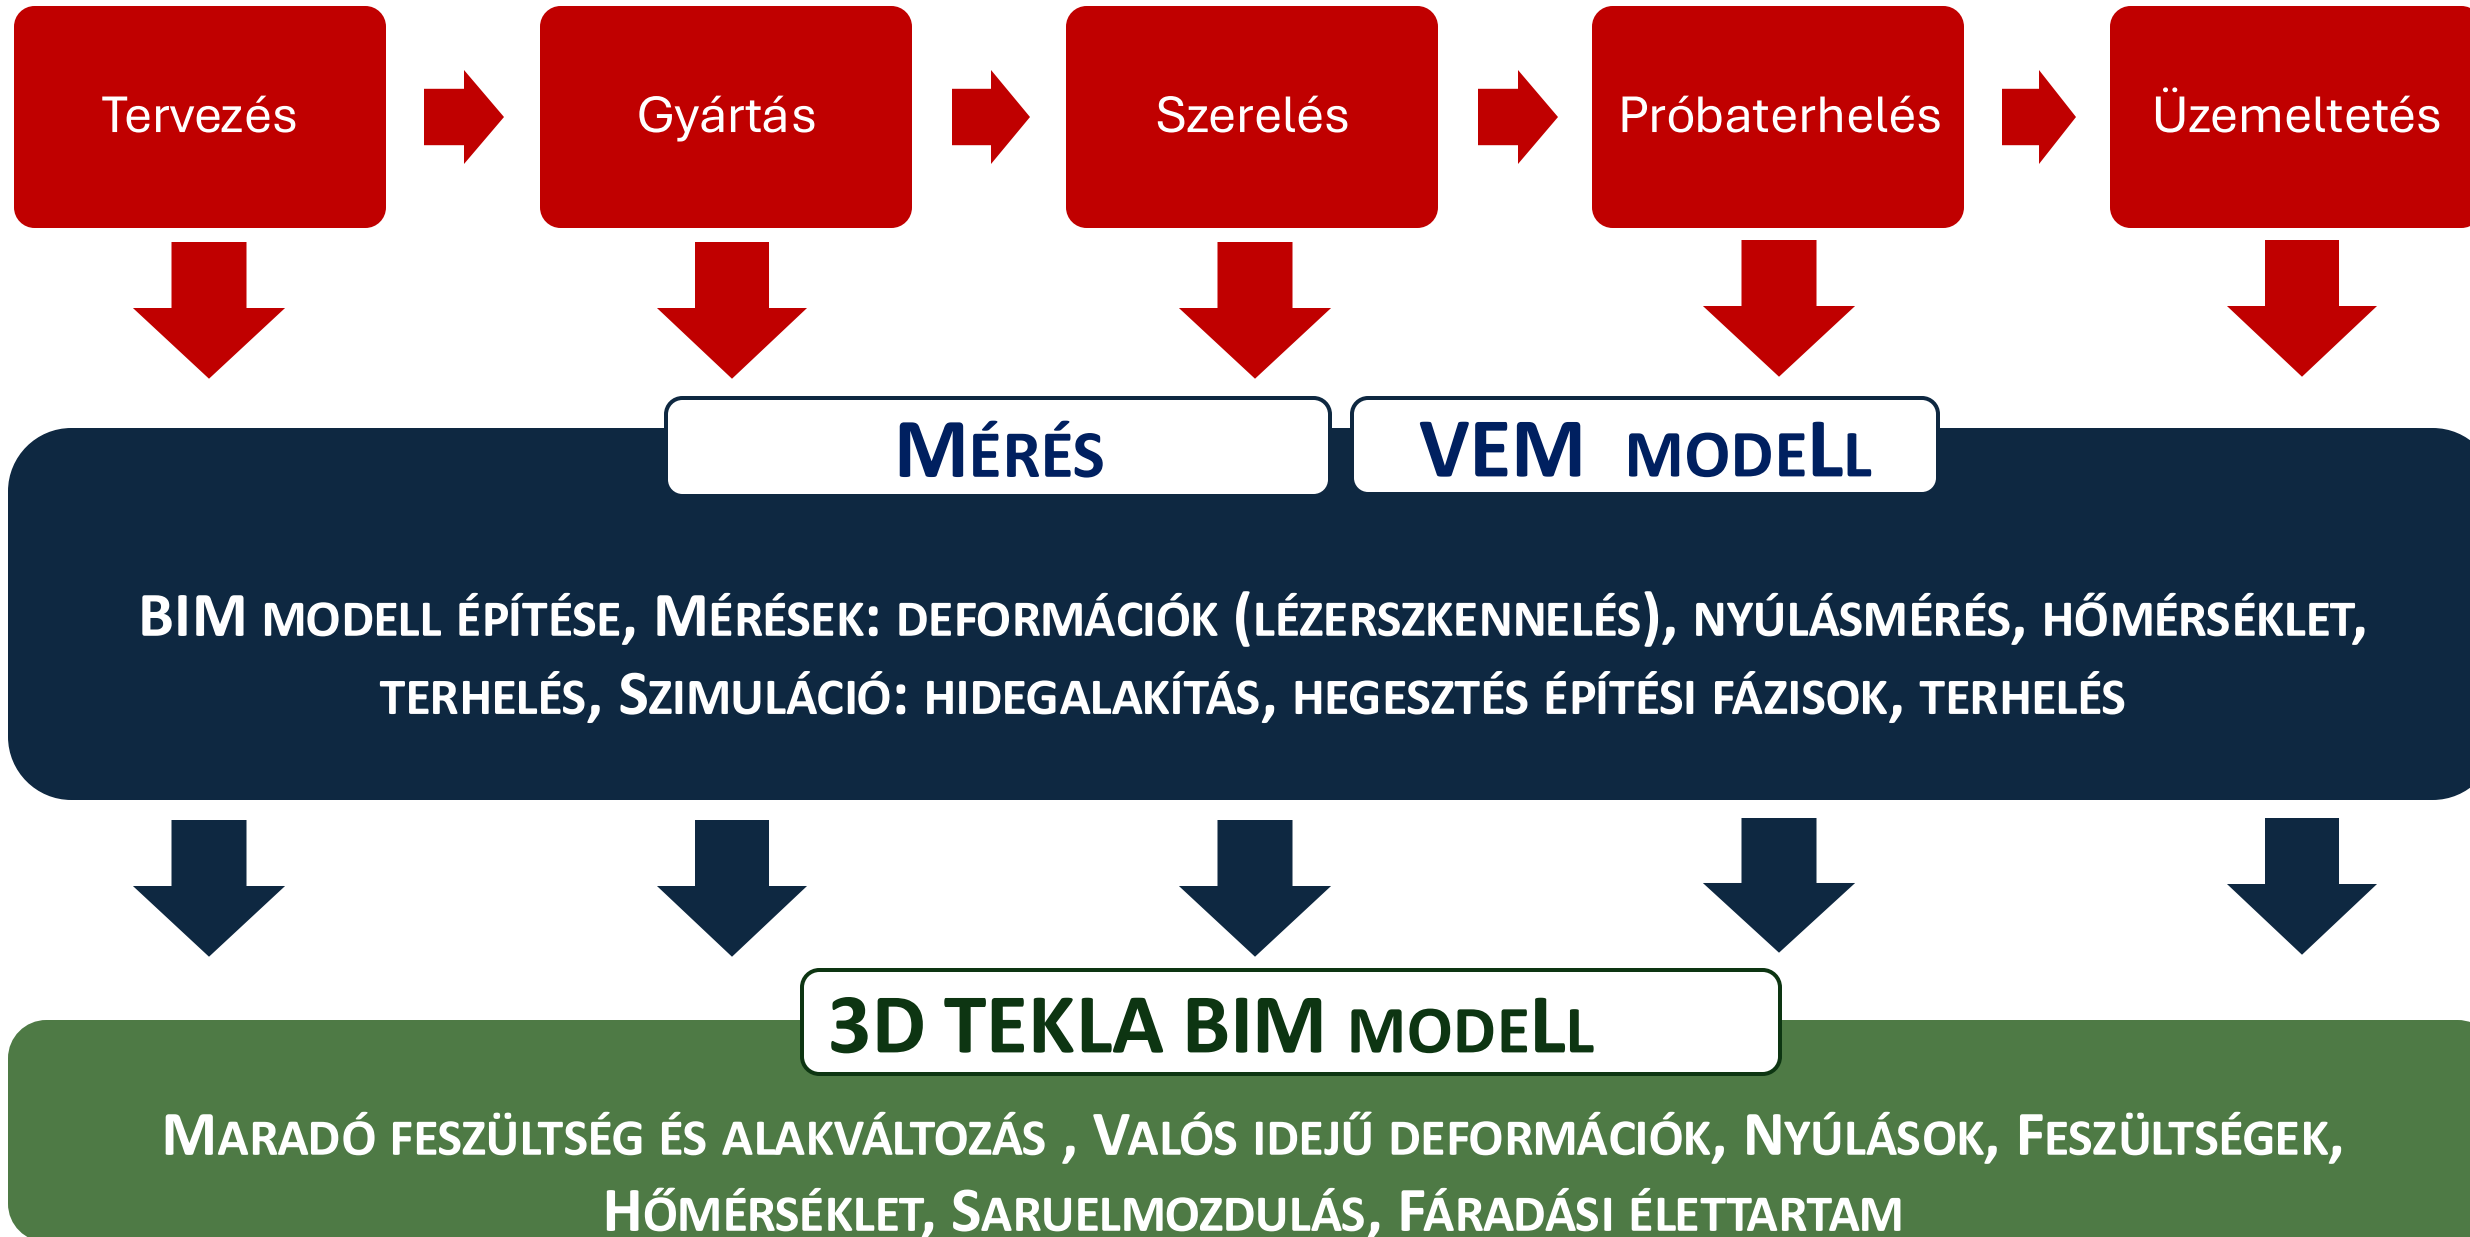 Tervezés
Gyártás
Szerelés
Próbaterhelés
Üzemeltetés
MÉRÉS
VEM MODELL
BIM MODELL ÉPÍTÉSE, MÉRÉSEK: DEFORMÁCIÓK (LÉZERSZKENNELÉS), NYÚLÁSMÉRÉS, HŐMÉRSÉKLET,
TERHELÉS, SZIMULÁCIÓ: HIDEGALAKÍTÁS, HEGESZTÉS ÉPÍTÉSI FÁZISOK, TERHELÉS
3D TEKLA BIM MODELL
MARADÓ FESZÜLTSÉG ÉS ALAKVÁLTOZÁS , VALÓS IDEJŰ DEFORMÁCIÓK, NYÚLÁSOK, FESZÜLTSÉGEK,
HŐMÉRSÉKLET, SARUELMOZDULÁS, FÁRADÁSI ÉLETTARTAM